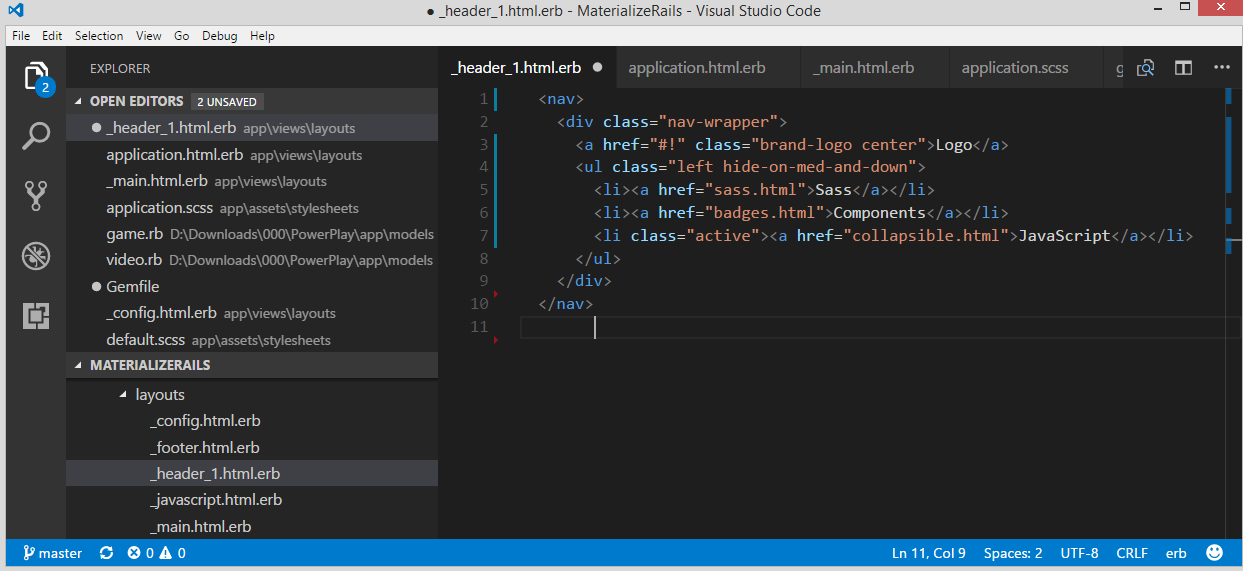 ● _header_1.html.erb - MaterializeRails - Visual Studio Code
File Edit Selection View Go Debug Help
2
EXPLORER
OPEN EDITORS 2 UNSAVED
_header_1.html.erb app\views\layouts
application.html.erb app\views\layouts
_main.html.erb app\views\layouts
application.scss app\assets\stylesheets
game.rb D:\Downloads\000\PowerPlay\app\models
video.rb D:\Downloads\000\PowerPlay\app\models
Gemfile
_config.html.erb app\views\layouts
default.scss app\assets\stylesheets
MATERIALIZERAILS
layouts
_config.html.erb
_footer.html.erb
_header_1.html.erb
_javascript.html.erb
_main.html.erb
_header_1.html.erb application.html.erb _main.html.erb application.scss g
1 <nav>
2   <div class="nav-wrapper">
3     <a href="#!" class="brand-logo center">Logo</a>
4     <ul class="left hide-on-med-and-down">
5       <li><a href="sass.html">Sass</a></li>
6       <li><a href="badges.html">Components</a></li>
7       <li class="active"><a href="collapsible.html">JavaScript</a></li>
8     </ul>
9   </div>
10 </nav>
11
master 0 0 Ln 11, Col 9 Spaces: 2 UTF-8 CRLF erb